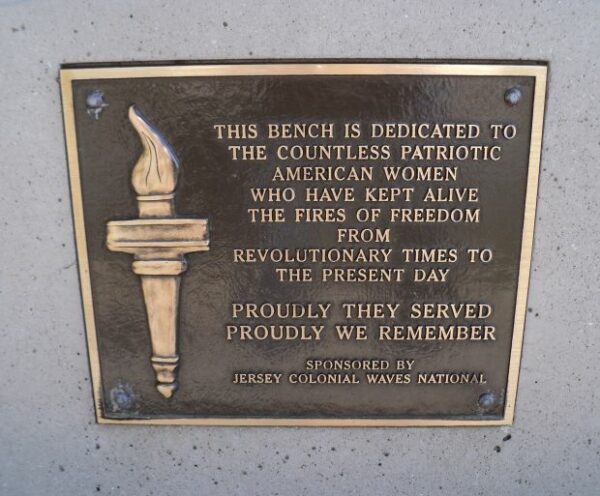 THIS BENCH IS DEDICATED TO
THE COUNTLESS PATRIOTIC
AMERICAN WOMEN
WHO HAVE KEPT ALIVE
THE FIRES OF FREEDOM
FROM
REVOLUTIONARY TIMES TO
THE PRESENT DAY
PROUDLY THEY SERVED
PROUDLY WE REMEMBER
SPONSORED BY
JERSEY COLONIAL WAVES NATIONAL